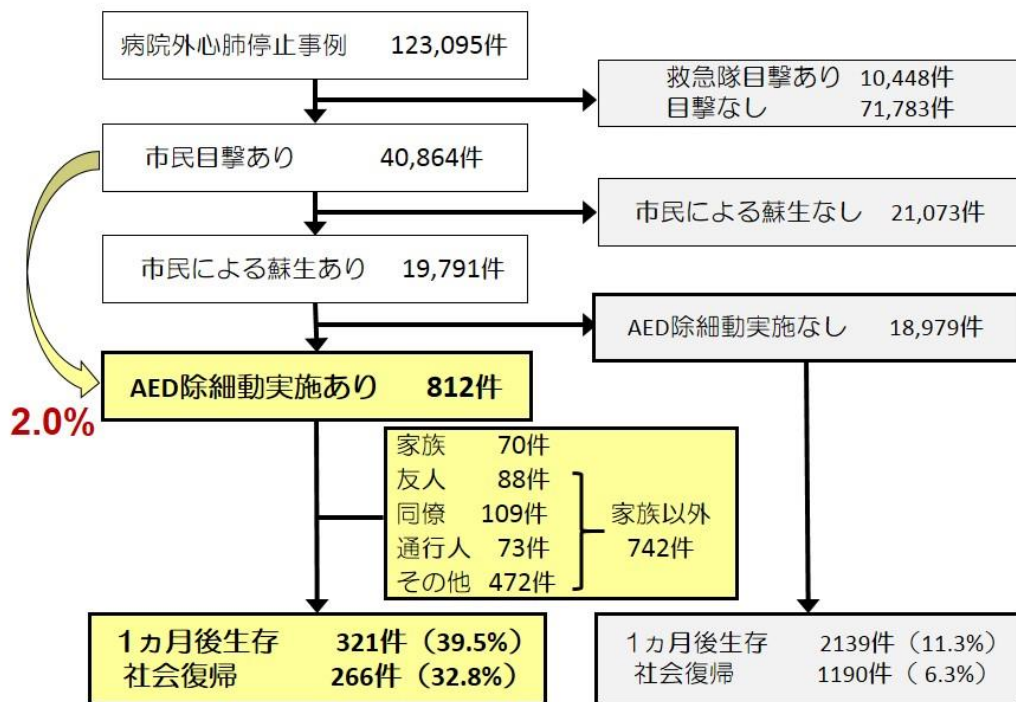 病院外心肺停止事例 123,095件
救急隊目撃あり 10,448件
目撃なし 71,783件
市民目撃あり 40,864件
市民による蘇生なし 21,073件
市民による蘇生あり 19,791件
AED除細動実施なし 18,979件
AED除細動実施あり 812件
2.0%
家族 70件
友人 88件
同僚 109件
通行人 73件
その他 472件
家族以外
742件
1ヵ月後生存 321件（39.5%）
社会復帰 266件（32.8%）
1ヵ月後生存 2139件（11.3%）
社会復帰 1190件（ 6.3%）